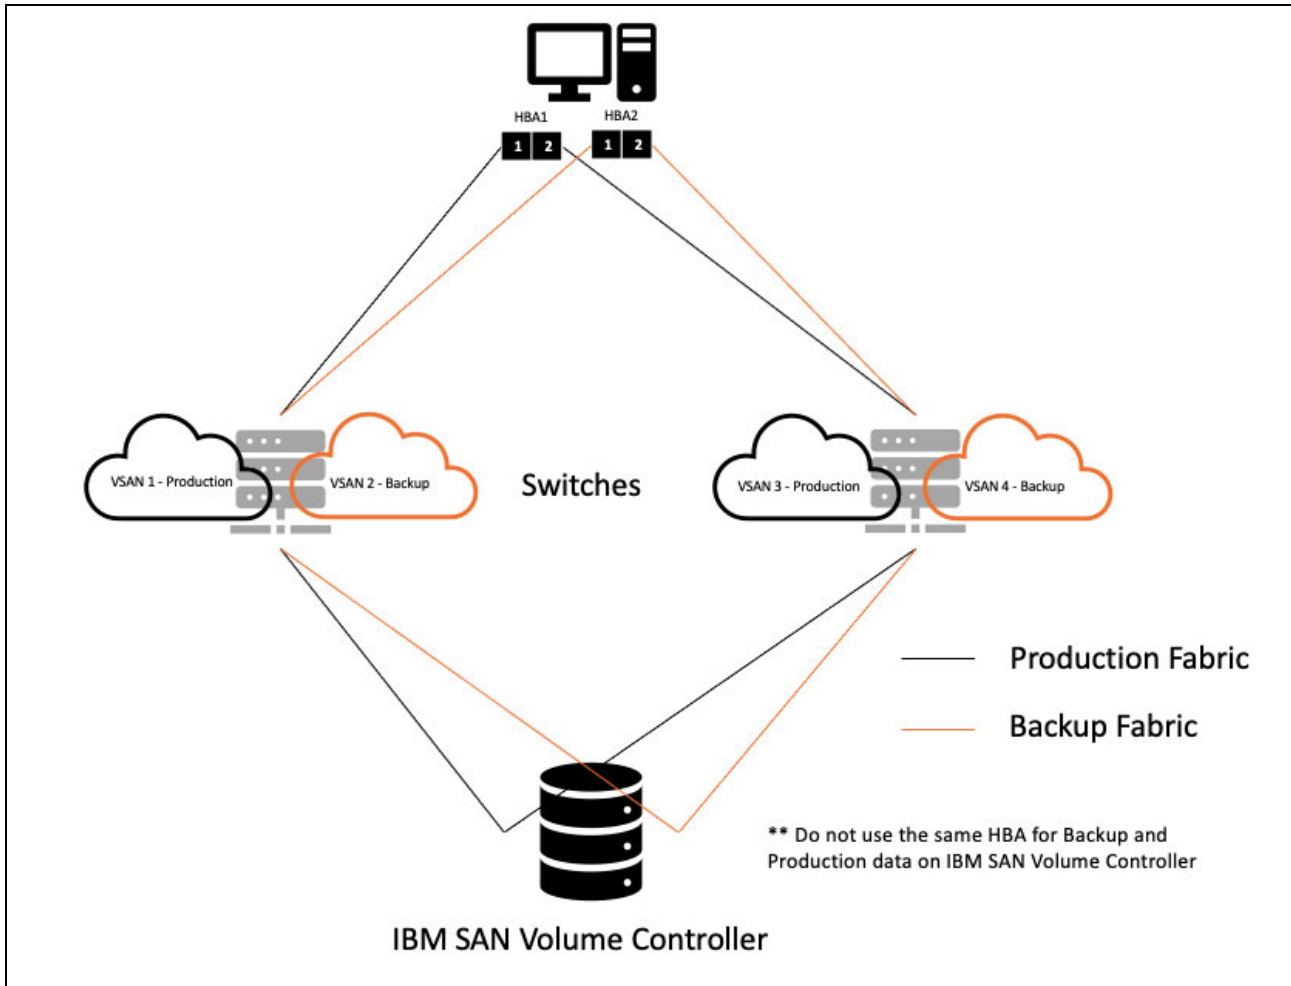 HBA1
HBA2
1 2
1 2
VSAN 1 - Production
VSAN 2 - Backup
Switches
VSAN 3 - Production
VSAN 4 - Backup
Production Fabric
Backup Fabric
** Do not use the same HBA for Backup and
Production data on IBM SAN Volume Controller
IBM SAN Volume Controller